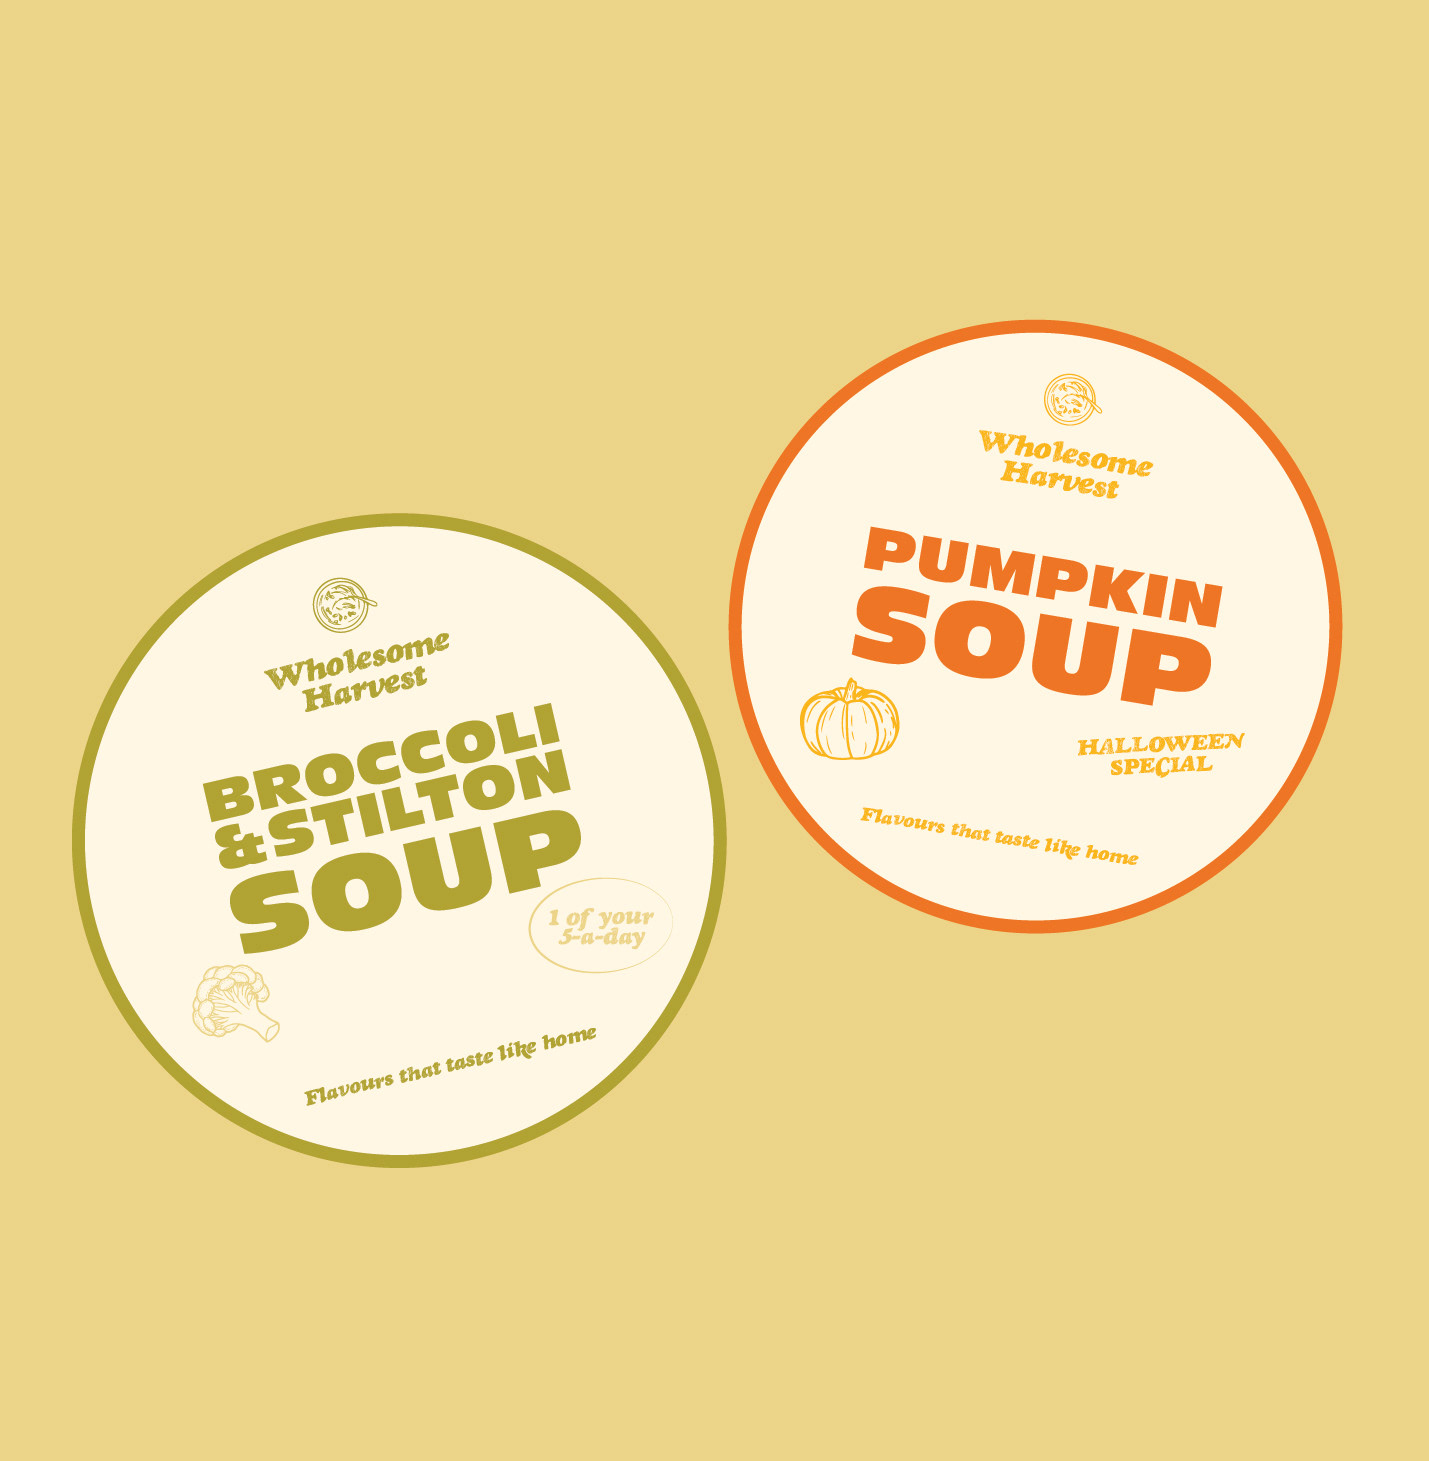 Wholesome
Harvest
BROCCOLI
&STILTON
SOUP
1 of your
5-a-day
Flavours that taste like home
Wholesome
Harvest
PUMPKIN
SOUP
HALLOWEEN
SPECIAL
Flavours that taste like home